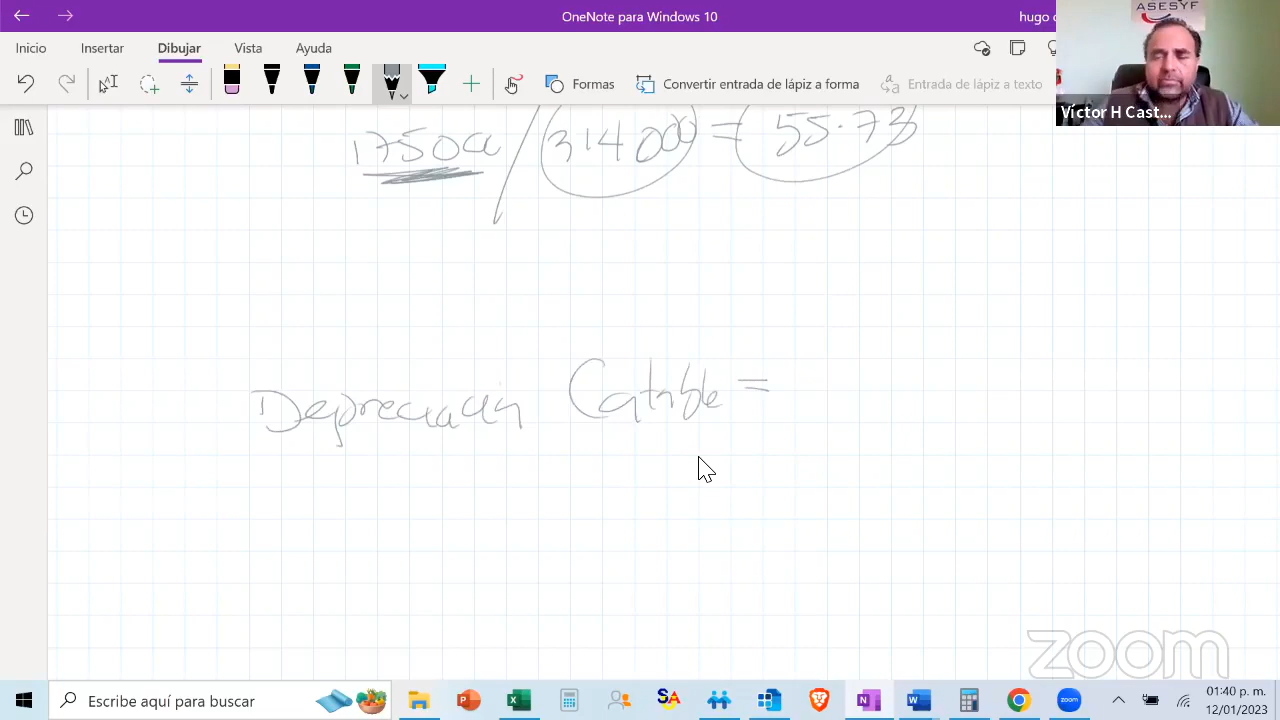 OneNote para Windows 10
hugo c
ASESYF
Inicio Insertar Dibujar Vista Ayuda
Formas Convertir entrada de lápiz a forma Entrada de lápiz a texto
Víctor H Cast...
175000 / 314000 = 55.73
Depreciacion Contable =
zoom
Escribe aquí para buscar
01:40 p. m.
12/01/2023